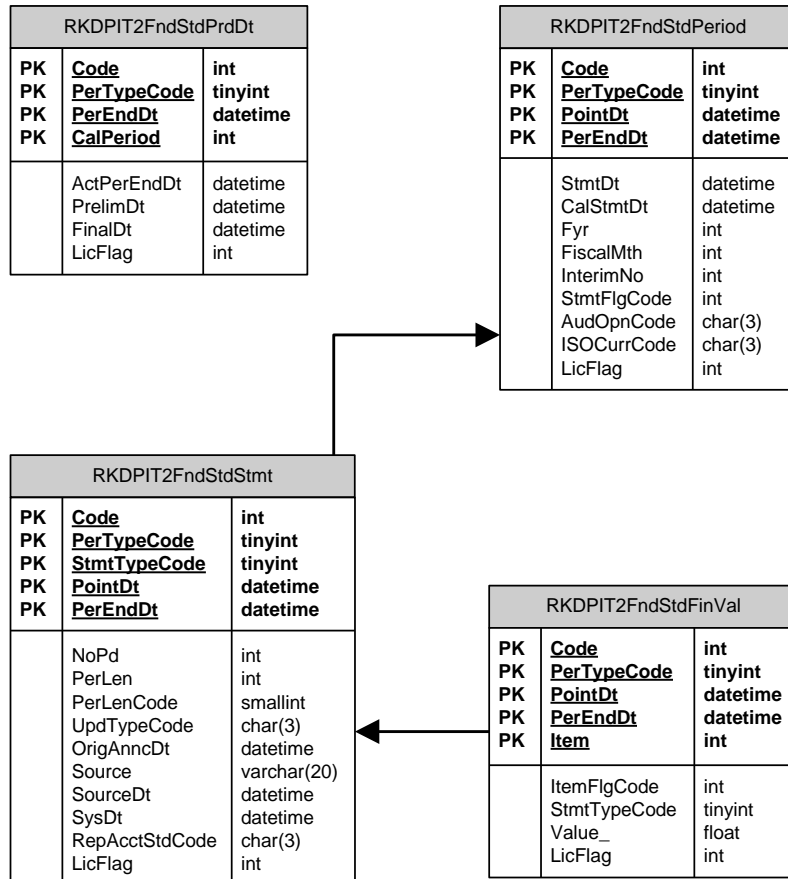 RKDPIT2FndStdPrdDt
PK Code int
PK PerTypeCode tinyint
PK PerEndDt datetime
PK CalPeriod int
ActPerEndDt datetime
PrelimDt datetime
FinalDt datetime
LicFlag int
RKDPIT2FndStdPeriod
PK Code int
PK PerTypeCode tinyint
PK PointDt datetime
PK PerEndDt datetime
StmtDt datetime
CalStmtDt datetime
Fyr int
FiscalMth int
InterimNo int
StmtFlgCode int
AudOpnCode char(3)
ISOCurrCode char(3)
LicFlag int
RKDPIT2FndStdStmt
PK Code int
PK PerTypeCode tinyint
PK StmtTypeCode tinyint
PK PointDt datetime
PK PerEndDt datetime
NoPd int
PerLen int
PerLenCode smallint
UpdTypeCode char(3)
OrigAnncDt datetime
Source varchar(20)
SourceDt datetime
SysDt datetime
RepAcctStdCode char(3)
LicFlag int
RKDPIT2FndStdFinVal
PK Code int
PK PerTypeCode tinyint
PK PointDt datetime
PK PerEndDt datetime
PK Item int
ItemFlgCode int
StmtTypeCode tinyint
Value_ float
LicFlag int